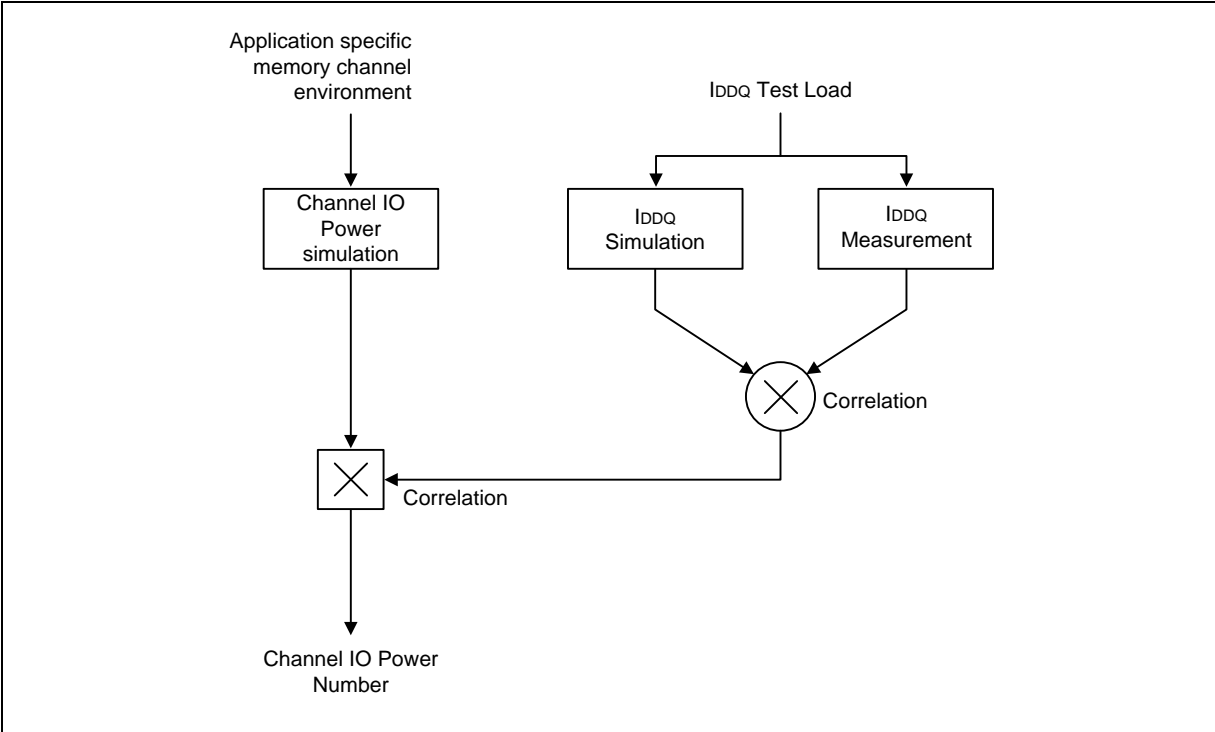 Application specific
memory channel
environment
IDDQ Test Load
Channel IO
Power
simulation
IDDQ
Simulation
IDDQ
Measurement
Correlation
Correlation
Channel IO Power
Number